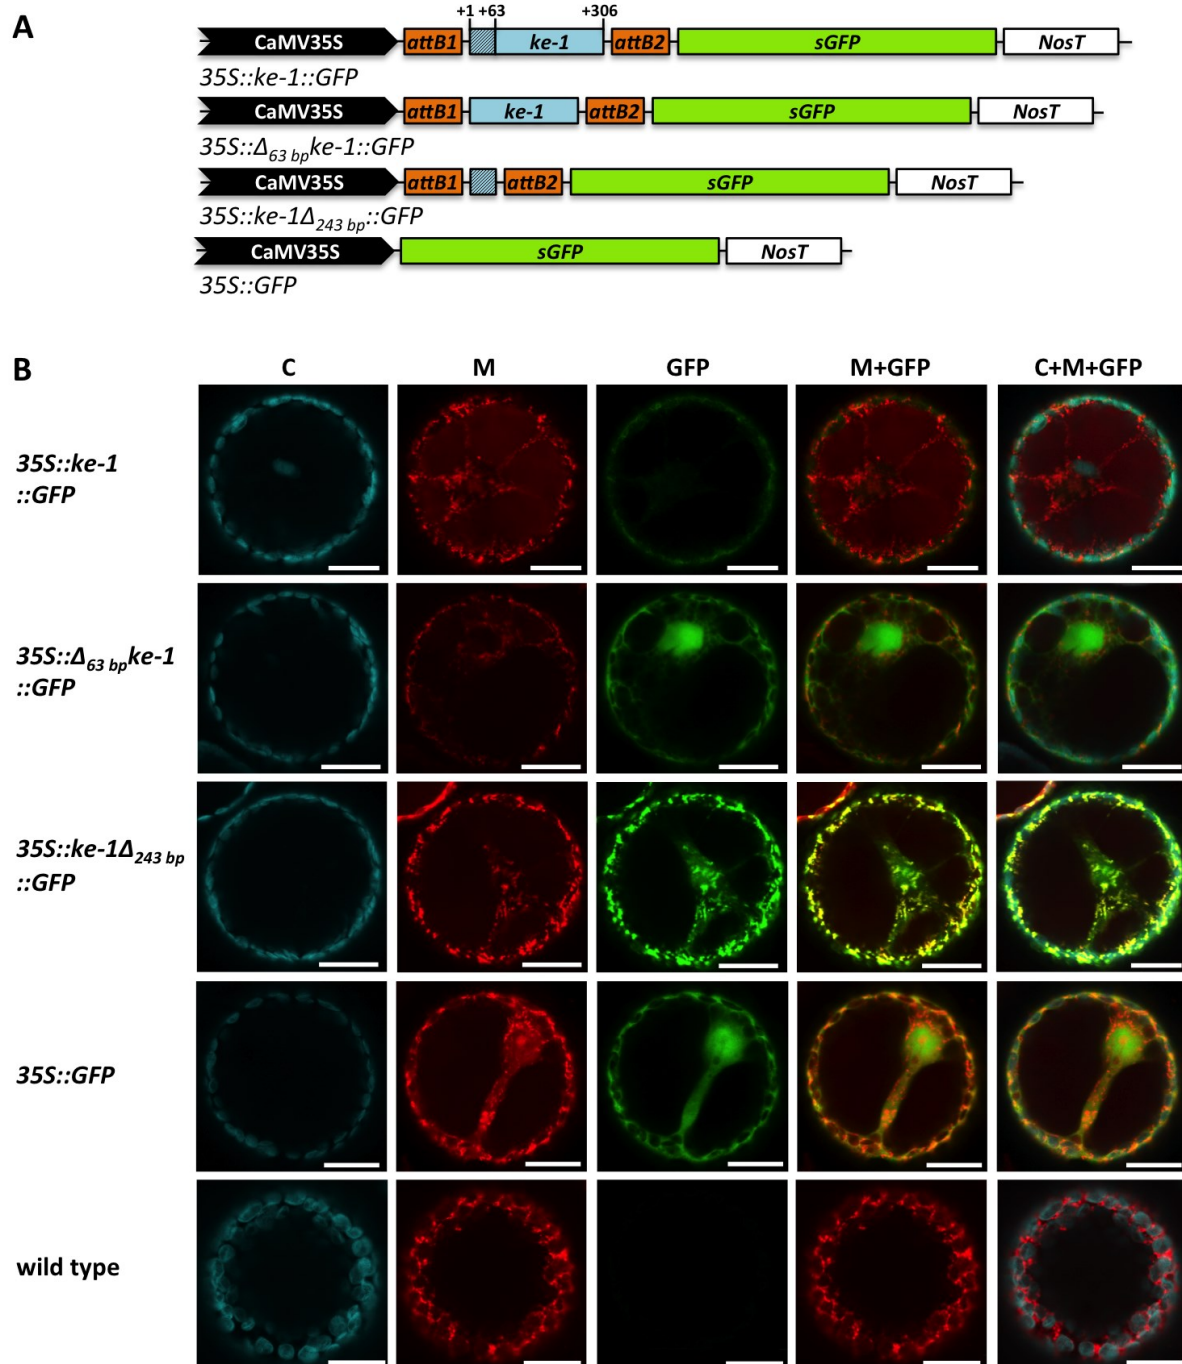 A
+1 +63 +306
CaMV35S attB1 ke-1 attB2 sGFP NosT
35S::ke-1::GFP
CaMV35S attB1 ke-1 attB2 sGFP NosT
35S::Δ63 bpke-1::GFP
CaMV35S attB1 attB2 sGFP NosT
35S::ke-1Δ243 bp::GFP
CaMV35S sGFP NosT
35S::GFP
B
C M GFP M+GFP C+M+GFP
35S::ke-1
::GFP
35S::Δ63 bpke-1
::GFP
35S::ke-1Δ243 bp
::GFP
35S::GFP
wild type